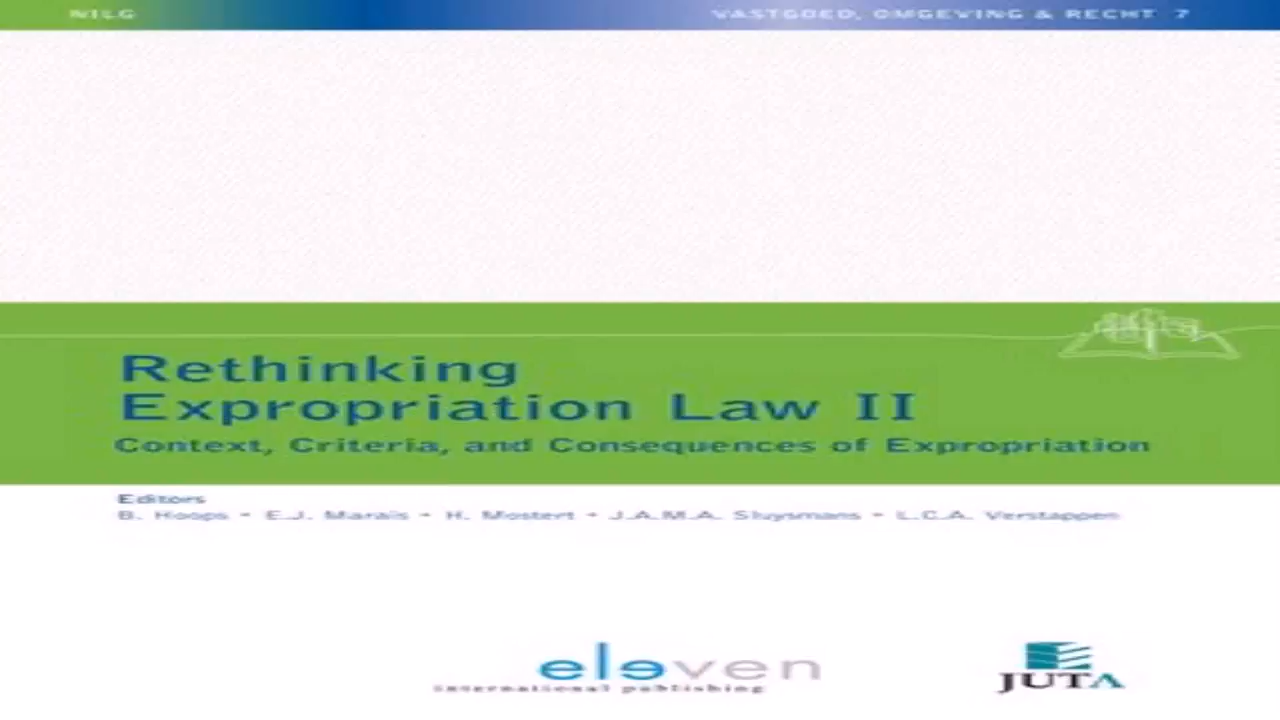 NILG
VASTGOED, OMGEVING & RECHT 7
Rethinking
Expropriation Law II
Context, Criteria, and Consequences of Expropriation
Editors
B. Hoops • E.J. Marais • H. Mostert • J.A.M.A. Sluysmans • L.C.A. Verstappen
eleven
international publishing
JUTA